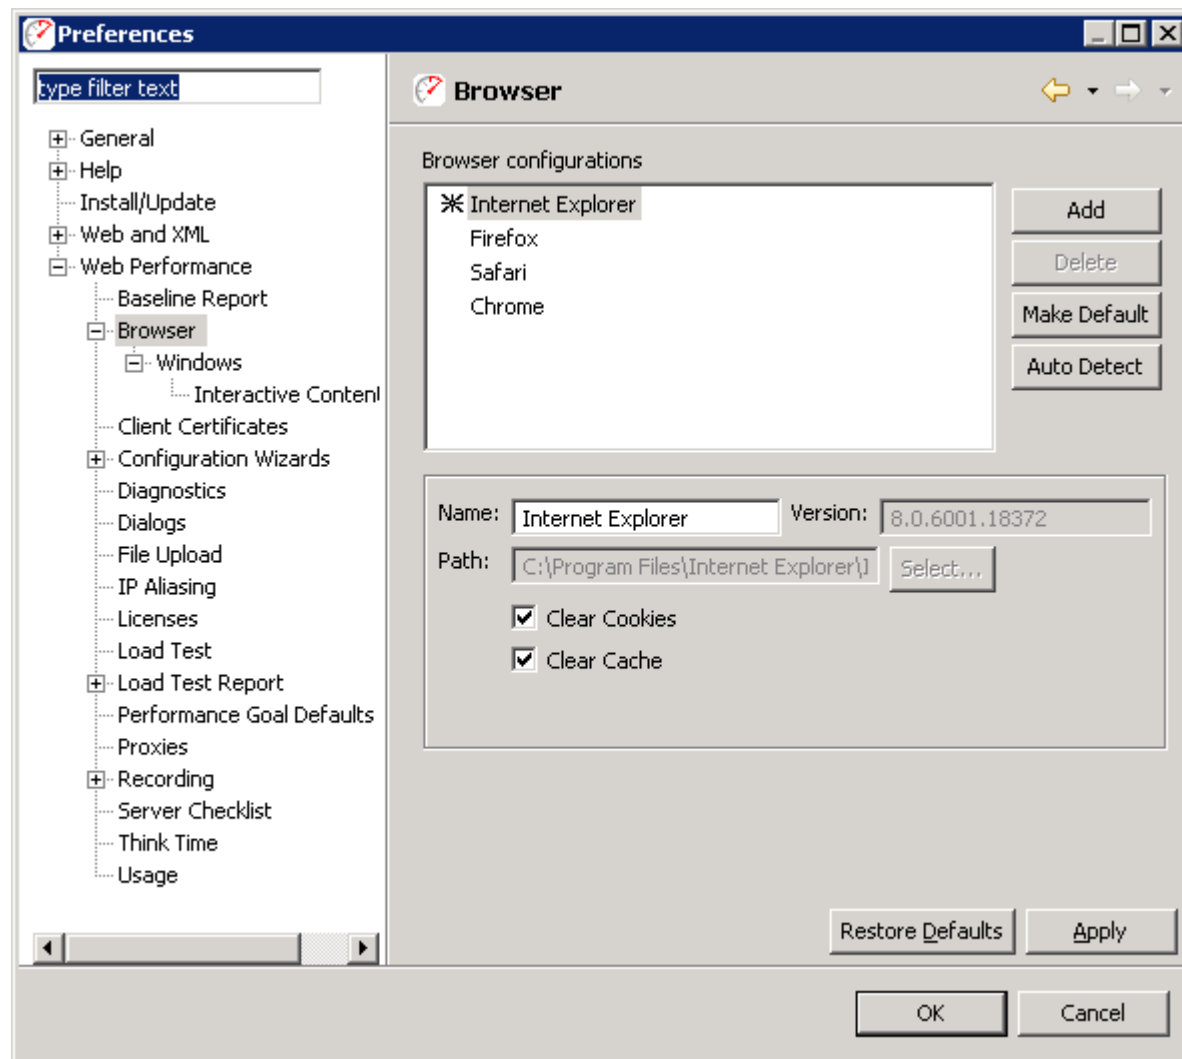 Preferences
type filter text
General
Help
Install/Update
Web and XML
Web Performance
Baseline Report
Browser
Windows
Interactive Content
Client Certificates
Configuration Wizards
Diagnostics
Dialogs
File Upload
IP Aliasing
Licenses
Load Test
Load Test Report
Performance Goal Defaults
Proxies
Recording
Server Checklist
Think Time
Usage
Browser
Browser configurations
Internet Explorer
Firefox
Safari
Chrome
Add
Delete
Make Default
Auto Detect
Name: Internet Explorer Version: 8.0.6001.18372
Path: C:\Program Files\Internet Explorer\I Select...
Clear Cookies
Clear Cache
Restore Defaults Apply
OK Cancel